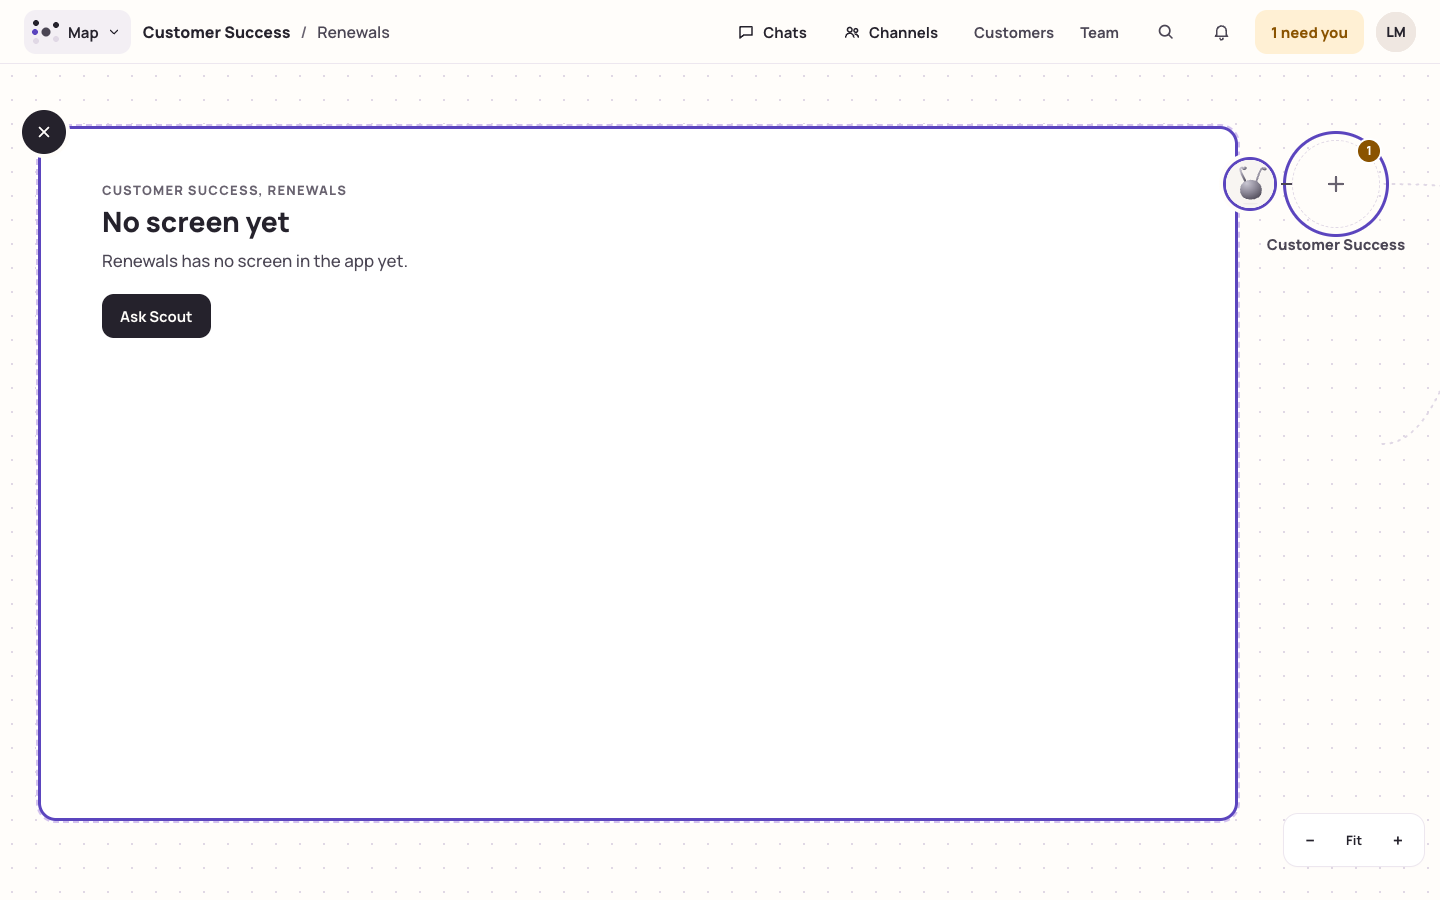 Map
Customer Success / Renewals
Chats
Channels
Customers
Team
1 need you
LM
CUSTOMER SUCCESS, RENEWALS
No screen yet
Renewals has no screen in the app yet.
Ask Scout
1
Customer Success
− Fit +